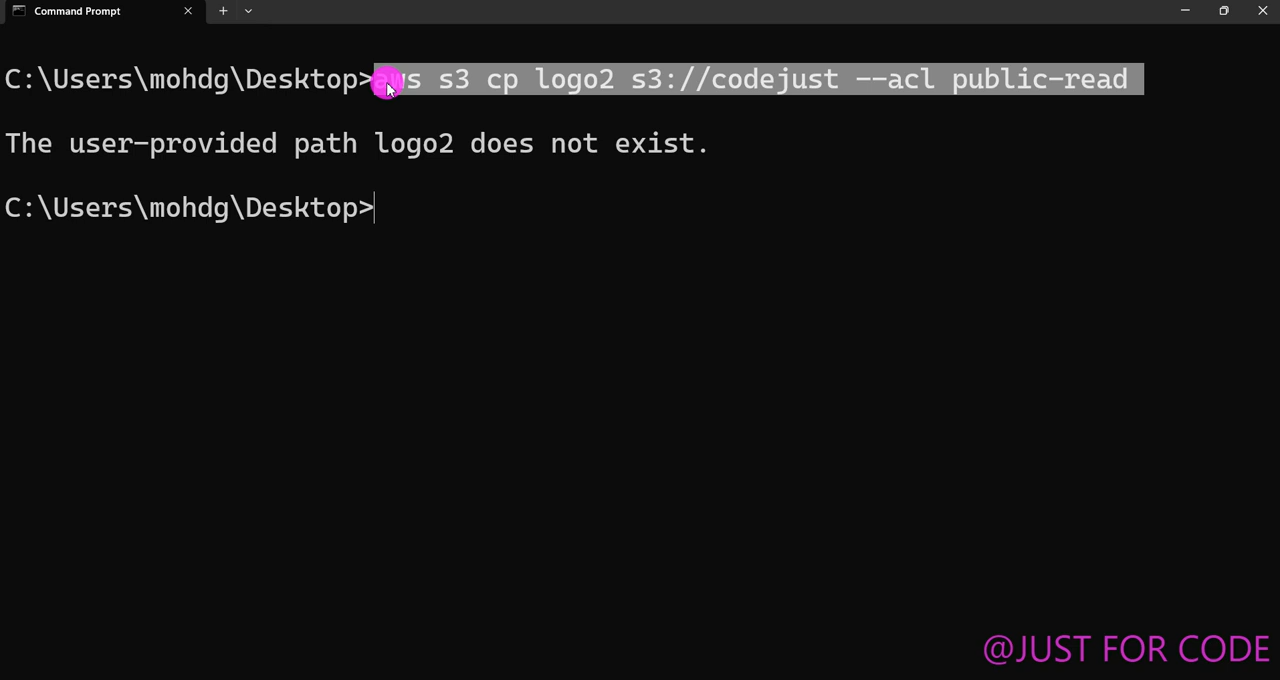 Command Prompt
C:\Users\mohdg\Desktop>aws s3 cp logo2 s3://codejust --acl public-read
The user-provided path logo2 does not exist.
C:\Users\mohdg\Desktop>
@JUST FOR CODE